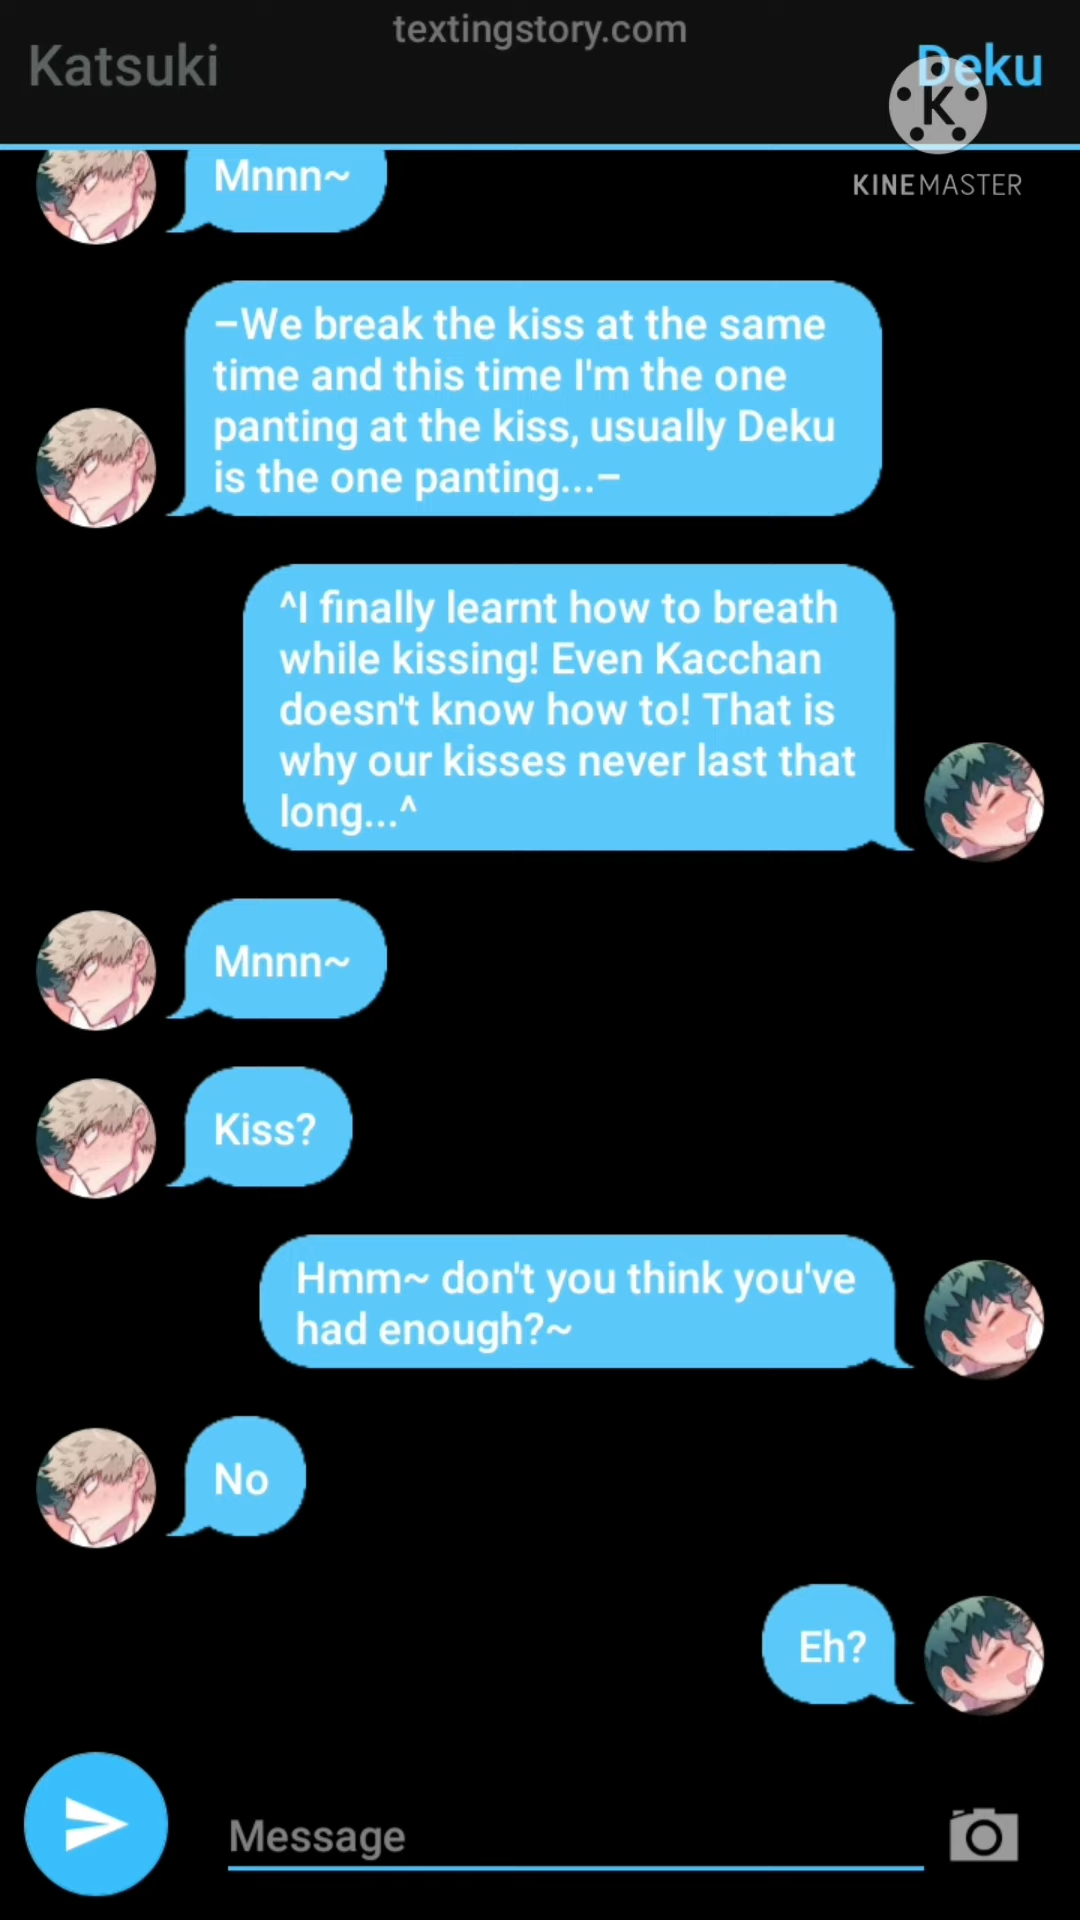 textingstory.com
Katsuki
Deku
K
KINEMASTER
Mnnn~
–We break the kiss at the same
time and this time I'm the one
panting at the kiss, usually Deku
is the one panting...–
^I finally learnt how to breath
while kissing! Even Kacchan
doesn't know how to! That is
why our kisses never last that
long...^
Mnnn~
Kiss?
Hmm~ don't you think you've
had enough?~
No
Eh?
Message